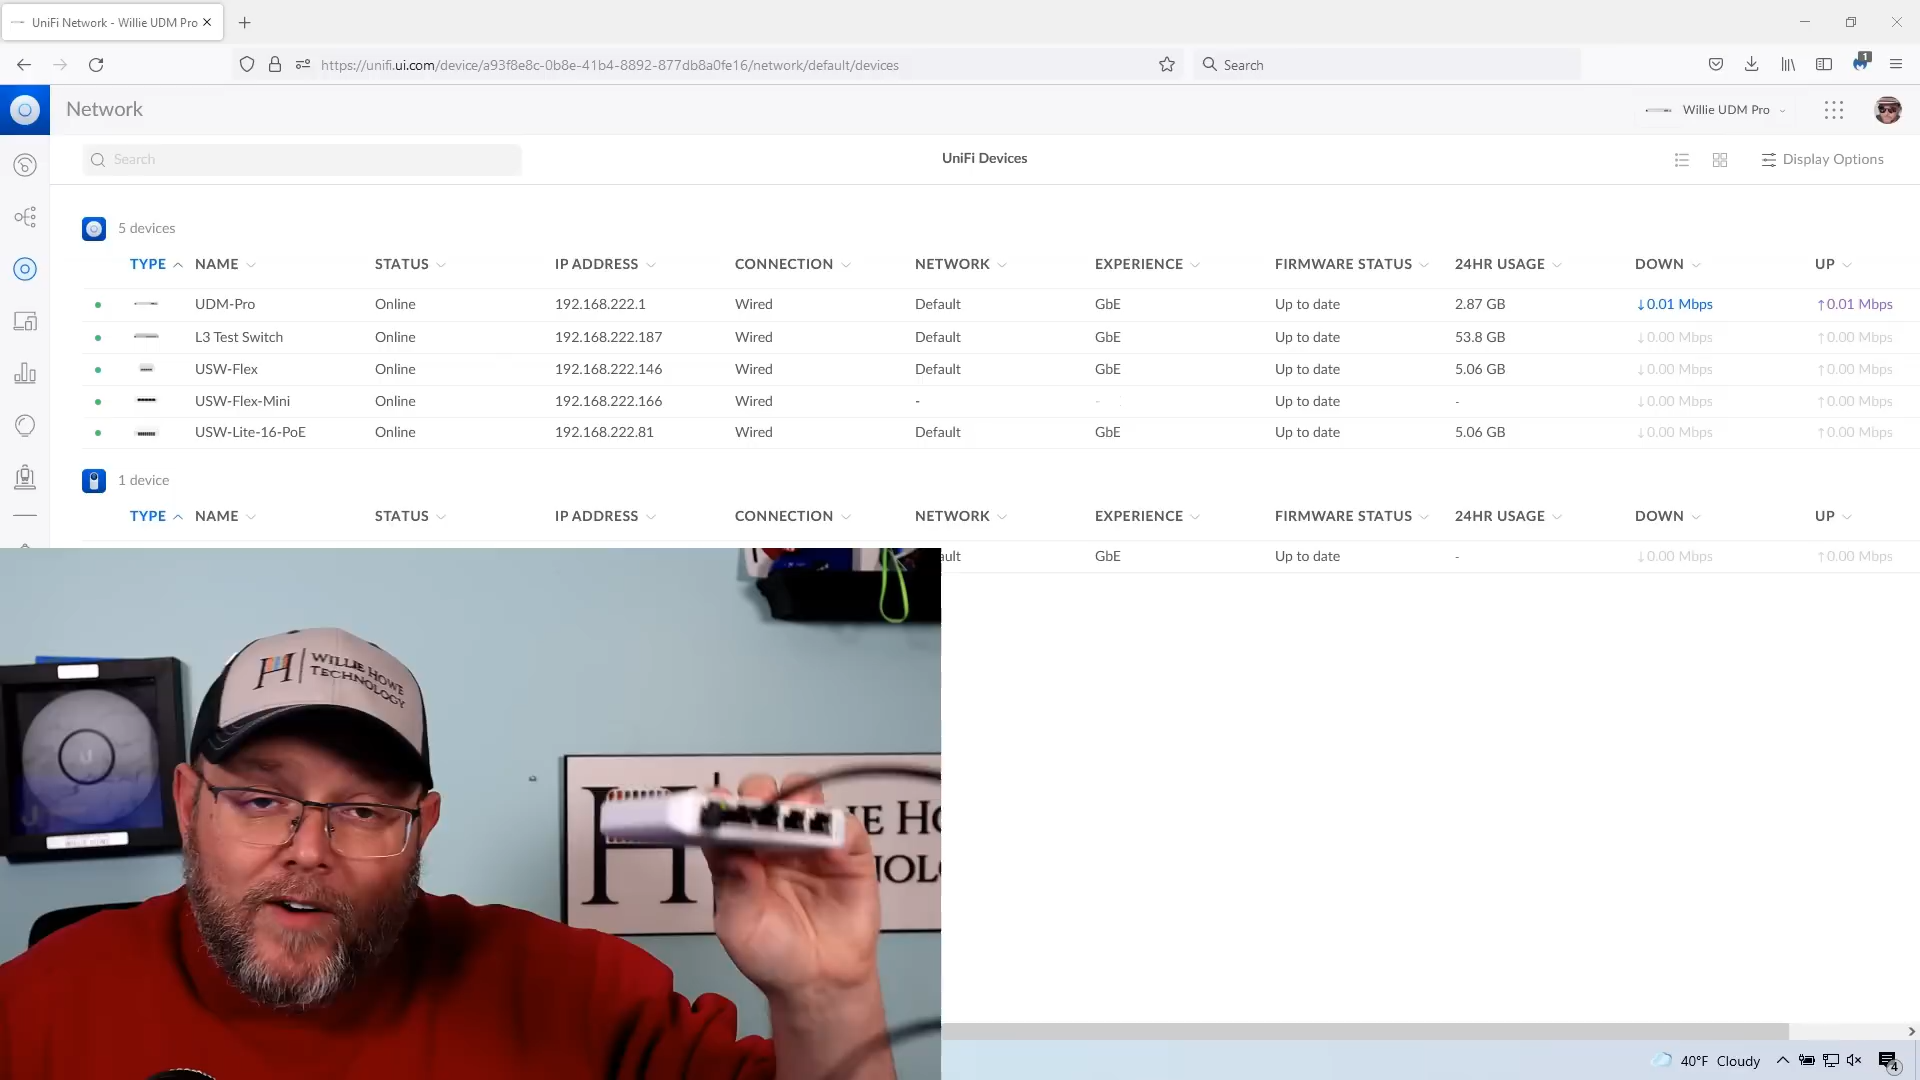 UniFi Network - Willie UDM Pro
https://unifi.ui.com/device/a93f8e8c-0b8e-41b4-8892-877db8a0fe16/network/default/devices
Search
1
Network
Willie UDM Pro
Search
UniFi Devices
Display Options
5 devices
TYPE NAME STATUS IP ADDRESS CONNECTION NETWORK EXPERIENCE FIRMWARE STATUS 24HR USAGE DOWN UP
UDM-Pro Online 192.168.222.1 Wired Default GbE Up to date 2.87 GB ↓0.01 Mbps ↑0.01 Mbps
L3 Test Switch Online 192.168.222.187 Wired Default GbE Up to date 53.8 GB ↓0.00 Mbps ↑0.00 Mbps
USW-Flex Online 192.168.222.146 Wired Default GbE Up to date 5.06 GB ↓0.00 Mbps ↑0.00 Mbps
USW-Flex-Mini Online 192.168.222.166 Wired - - Up to date - ↓0.00 Mbps ↑0.00 Mbps
USW-Lite-16-PoE Online 192.168.222.81 Wired Default GbE Up to date 5.06 GB ↓0.00 Mbps ↑0.00 Mbps
1 device
TYPE NAME STATUS IP ADDRESS CONNECTION NETWORK EXPERIENCE FIRMWARE STATUS 24HR USAGE DOWN UP
ault GbE Up to date - ↓0.00 Mbps ↑0.00 Mbps
H WILLIE HOWE
TECHNOLOGY
H IE HO
NOL
40°F Cloudy
4